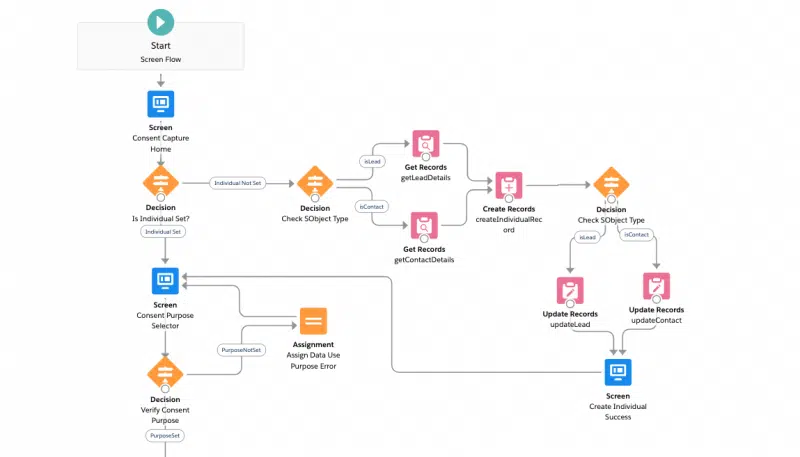 Start
Screen Flow
Screen
Consent Capture
Home
Decision
Is Individual Set?
Individual Not Set
Decision
Check SObject Type
isLead
Get Records
getLeadDetails
isContact
Get Records
getContactDetails
Create Records
createIndividualRec
ord
Decision
Check SObject Type
isLead
isContact
Update Records
updateLead
Update Records
updateContact
Screen
Create Individual
Success
Individual Set
Screen
Consent Purpose
Selector
Assignment
Assign Data Use
Purpose Error
PurposeNotSet
Decision
Verify Consent
Purpose
PurposeSet